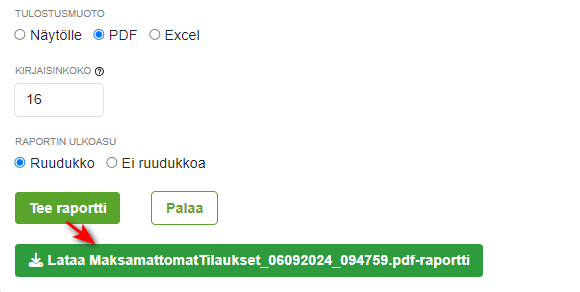 TULOSTUSMUOTO
Näytölle PDF Excel
KIRJAISINKOKO
16
RAPORTIN ULKOASU
Ruudukko Ei ruudukkoa
Tee raportti Palaa
Lataa MaksamattomatTilaukset_06092024_094759.pdf-raportti